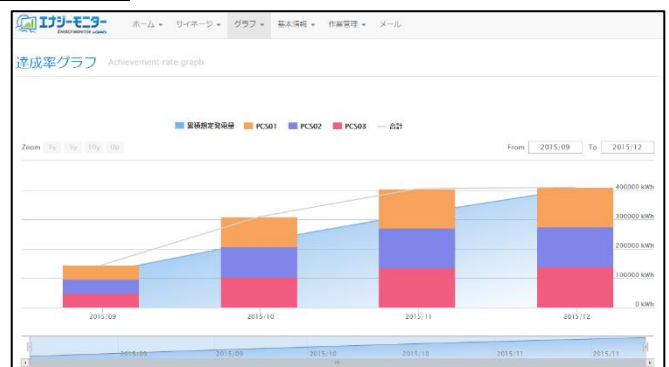 エナジーモニター ホーム サイネージ グラフ 基本情報 作業管理 メール
達成率グラフ Achievement rate graph
累積想定発電量 PCS01 PCS02 PCS03 合計
Zoom 1y 5y 10y Up From 2015/09 To 2015/12
400000 kWh
300000 kWh
200000 kWh
100000 kWh
0 kWh
2015/09 2015/10 2015/11 2015/12
2015/09 2015/09 2015/10 2015/10 2015/11 2015/11